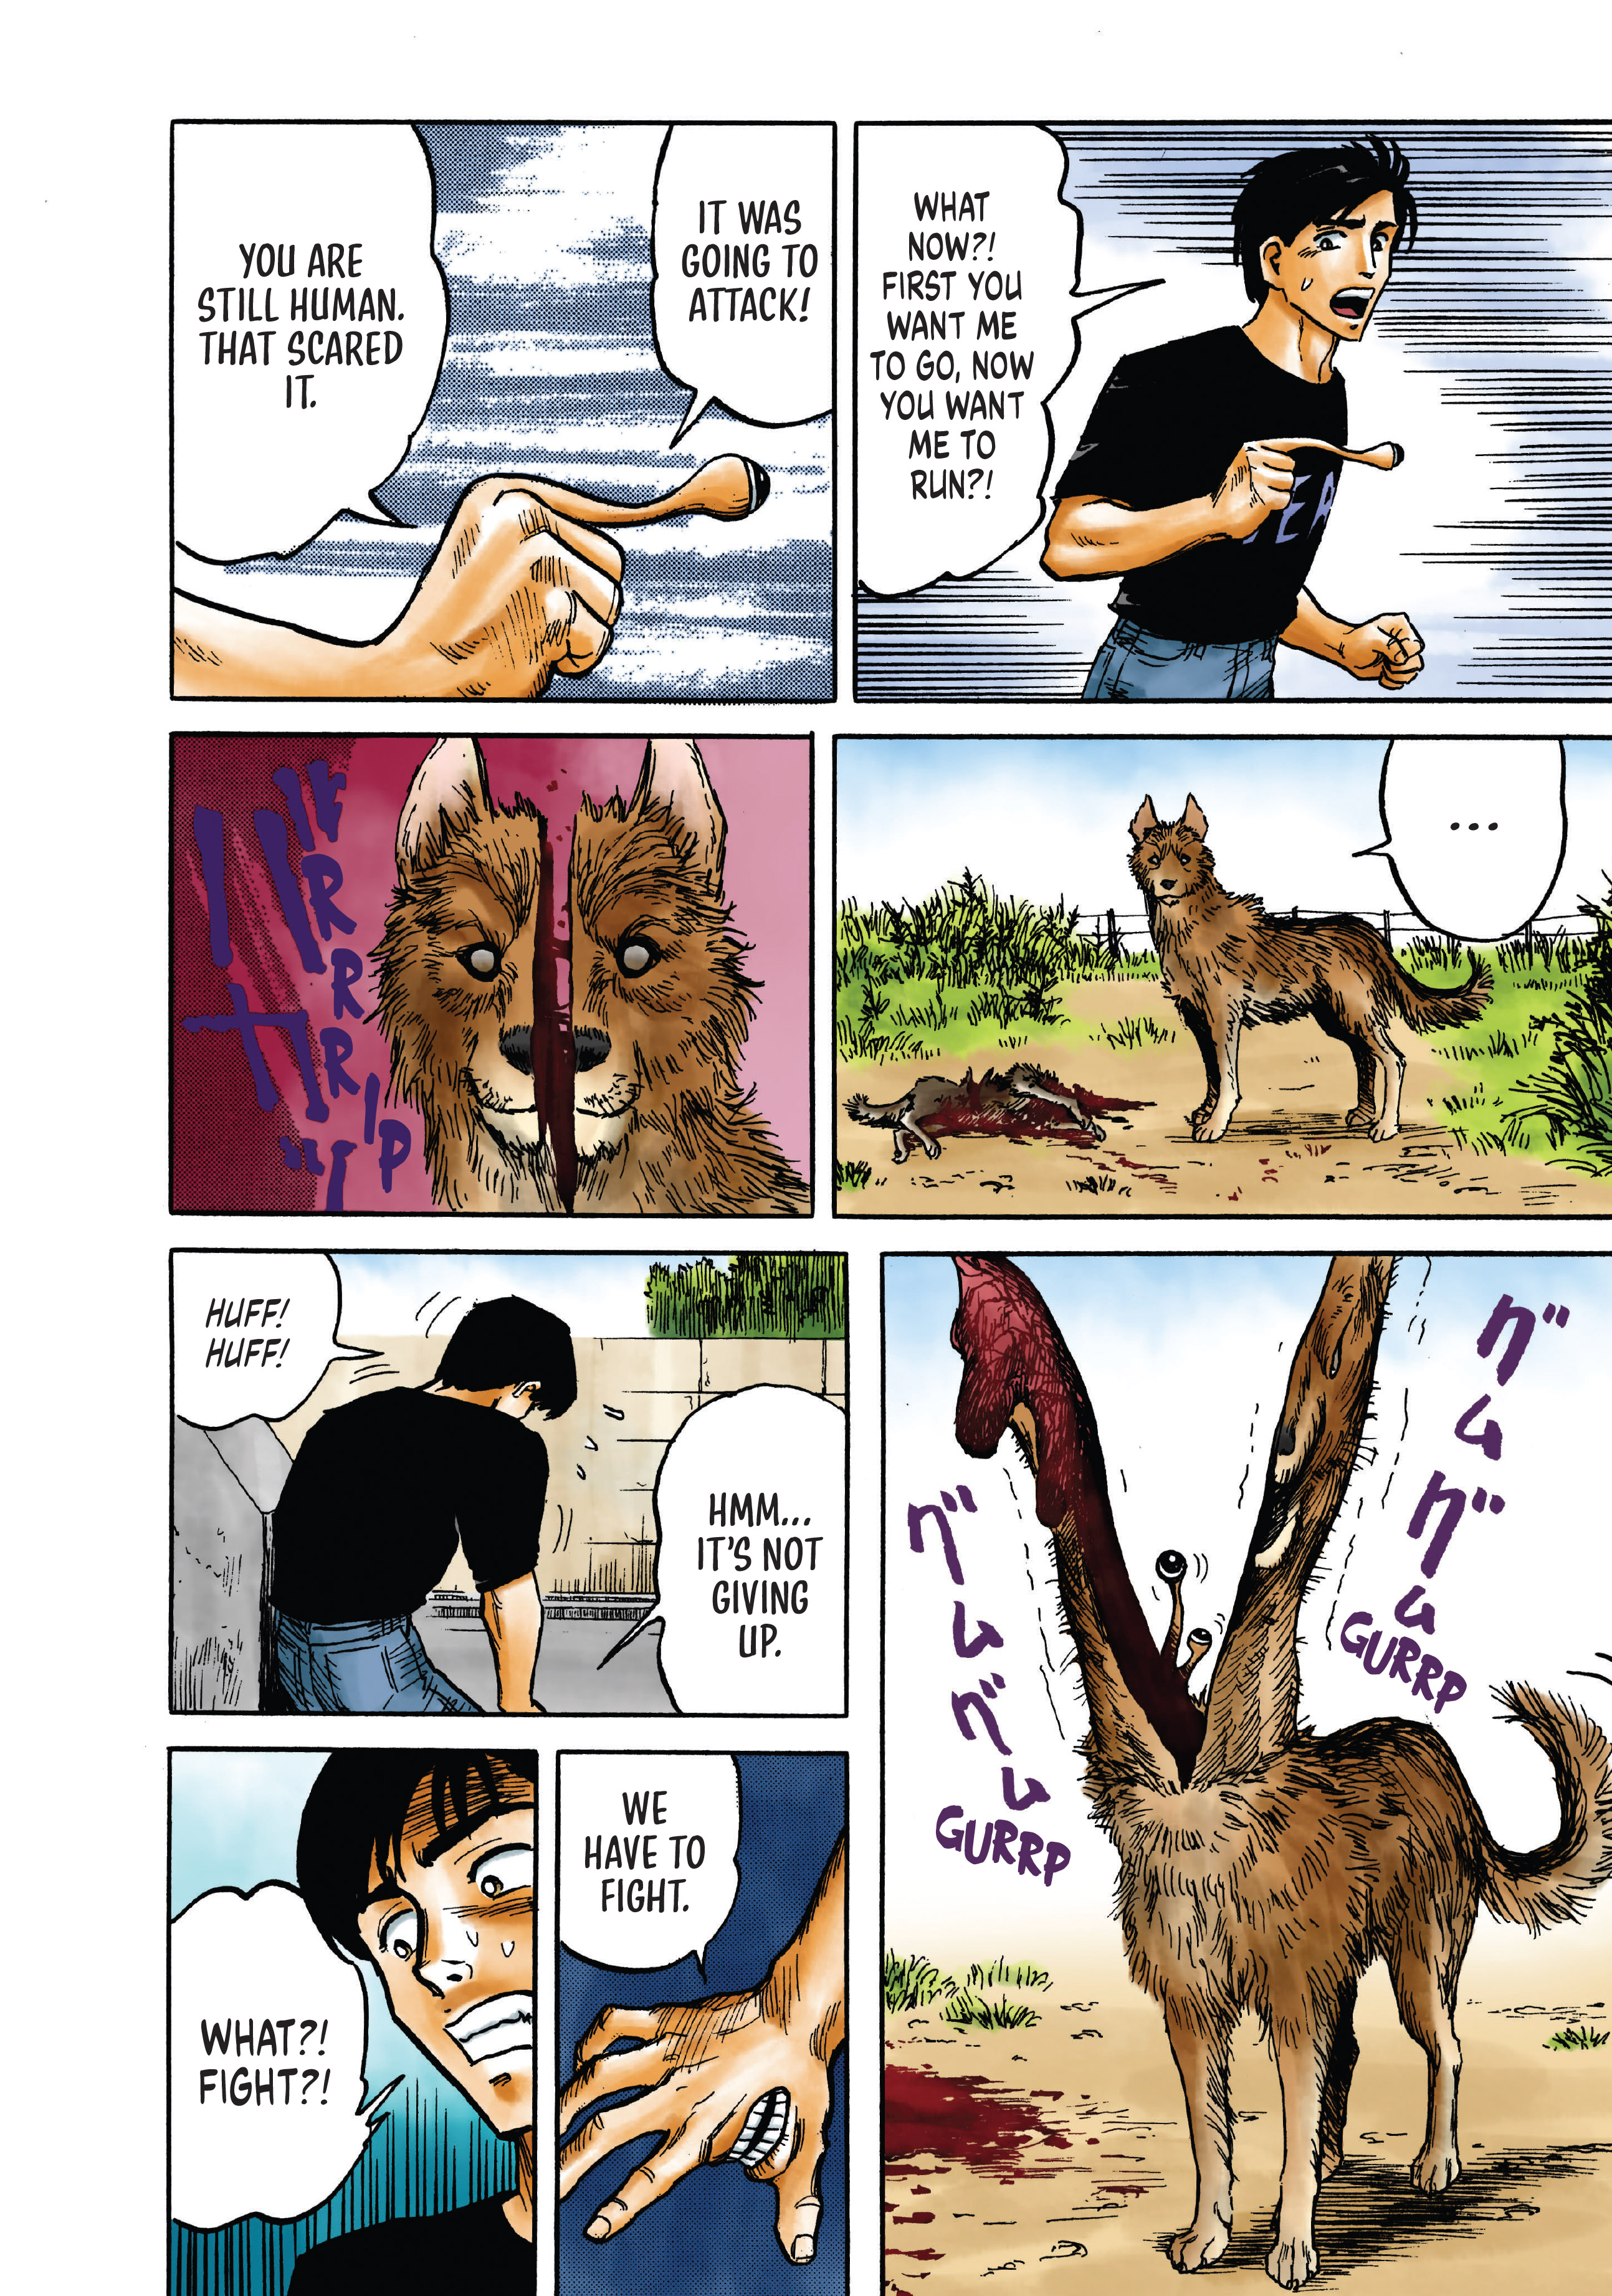 WHAT
NOW?!
FIRST YOU
WANT ME
TO GO, NOW
YOU WANT
ME TO
RUN?!
IT WAS
GOING TO
ATTACK!
YOU ARE
STILL HUMAN.
THAT SCARED
IT.
...
RRRRIP
グム
グム
GURRP
グム
グム
GURRP
HUFF!
HUFF!
HMM...
IT'S NOT
GIVING
UP.
WE
HAVE TO
FIGHT.
WHAT?!
FIGHT?!